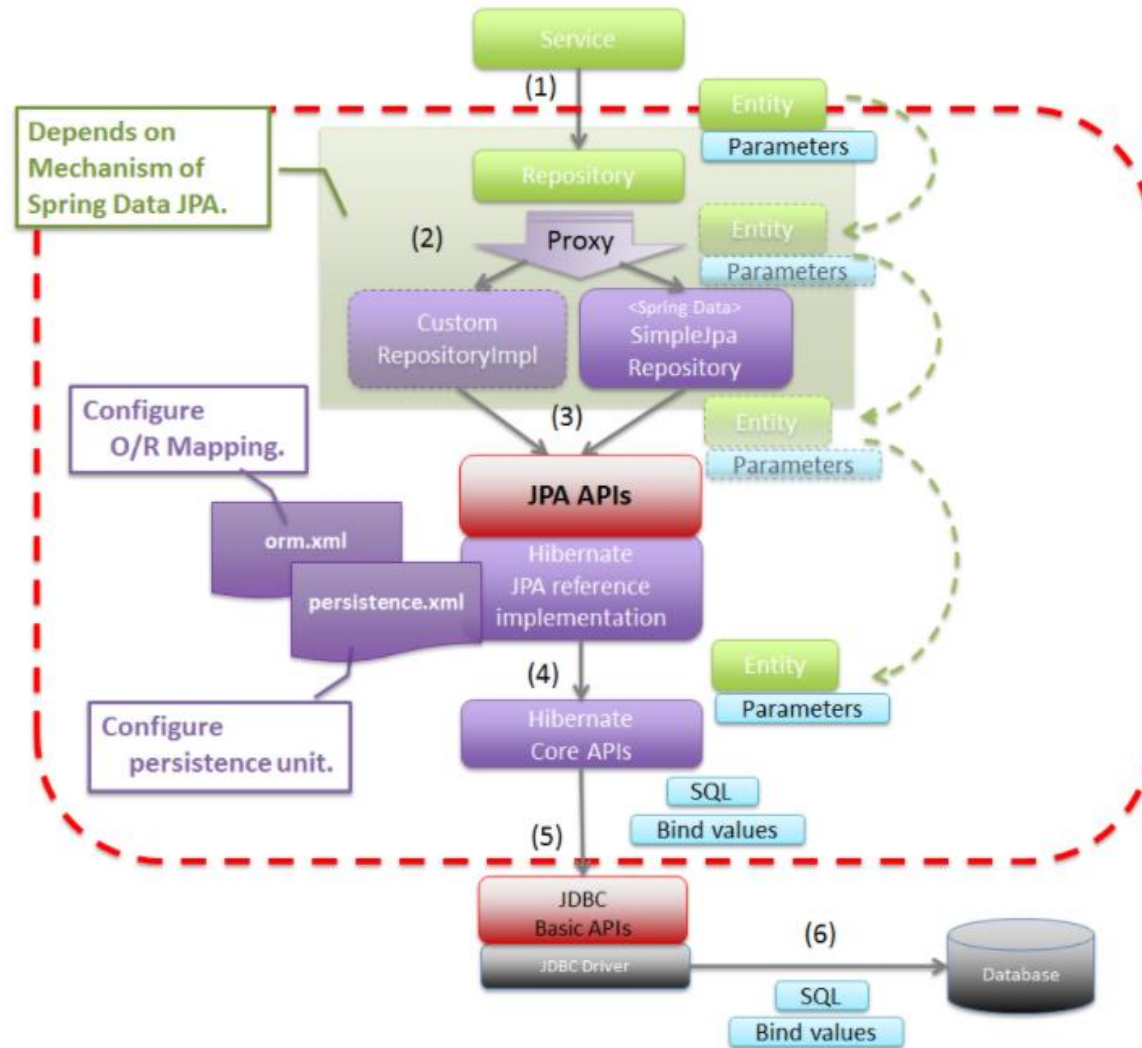 Service
(1)
Entity
Parameters
Depends on
Mechanism of
Spring Data JPA.
Repository
(2)
Proxy
Entity
Parameters
Custom
RepositoryImpl
<Spring Data>
SimpleJpa
Repository
Configure
O/R Mapping.
(3)
Entity
Parameters
JPA APIs
orm.xml
Hibernate
JPA reference
implementation
persistence.xml
(4)
Entity
Parameters
Configure
persistence unit.
Hibernate
Core APIs
SQL
Bind values
(5)
JDBC
Basic APIs
JDBC Driver
(6)
Database
SQL
Bind values